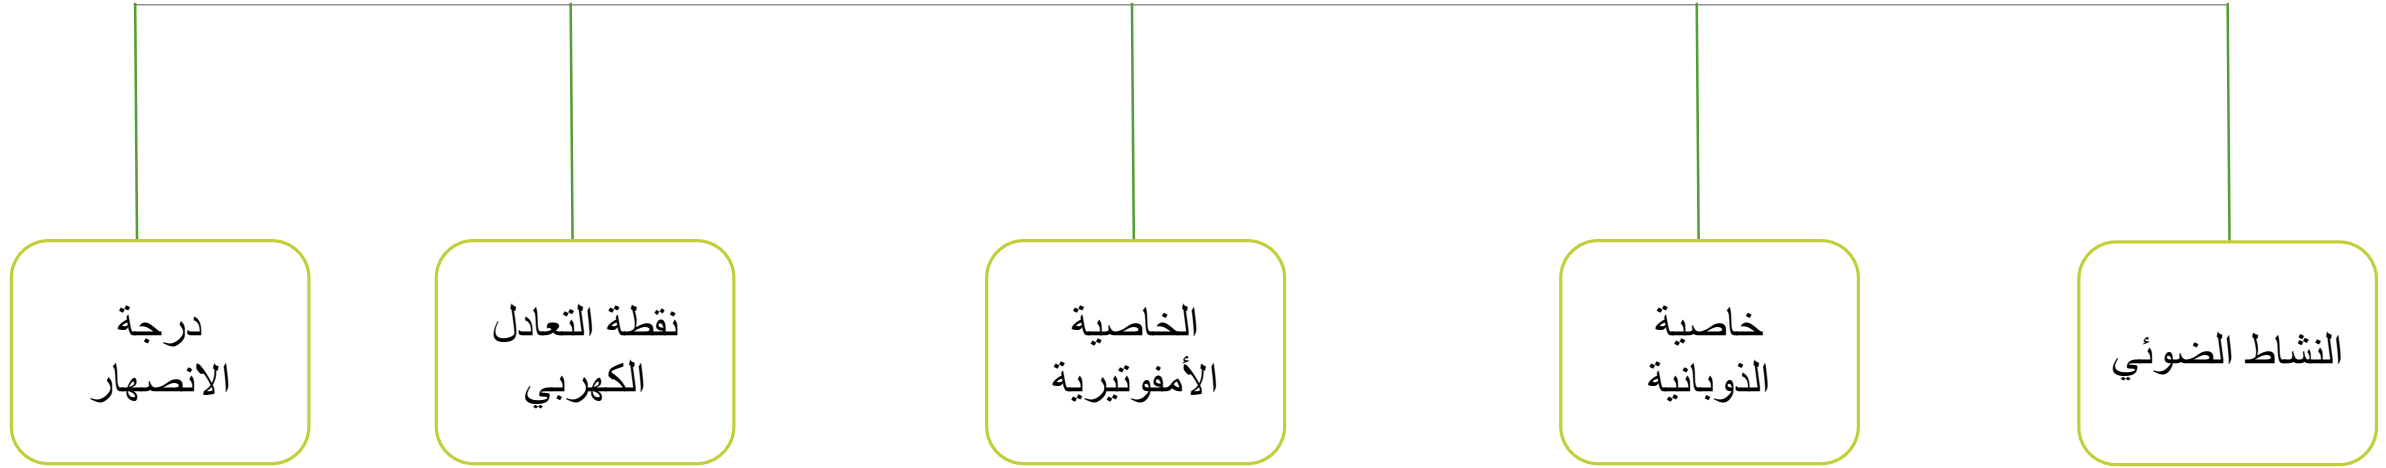 النشاط الضوئي
خاصية
الذوبانية
الخاصية
الأمفوتيرية
نقطة التعادل
الكهربي
درجة
الانصهار